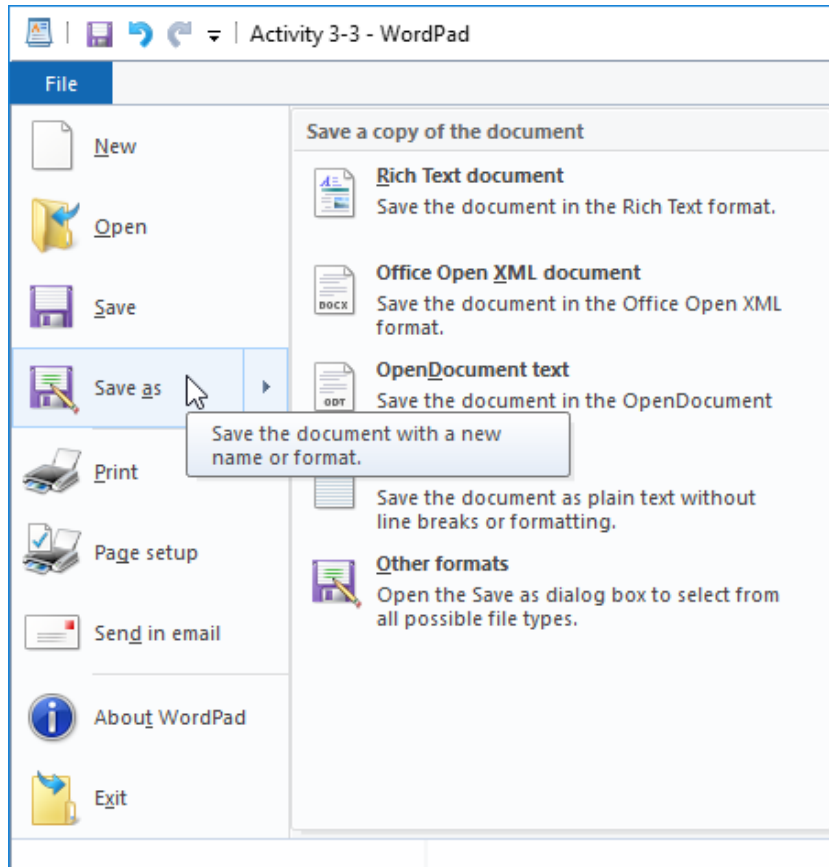 Activity 3-3 - WordPad
File
New
Open
Save
Save as
Print
Page setup
Send in email
About WordPad
Exit
Save a copy of the document
Rich Text document
Save the document in the Rich Text format.
DOCX
Office Open XML document
Save the document in the Office Open XML
format.
ODT
OpenDocument text
Save the document in the OpenDocument
Save the document with a new
name or format.
Save the document as plain text without
line breaks or formatting.
Other formats
Open the Save as dialog box to select from
all possible file types.